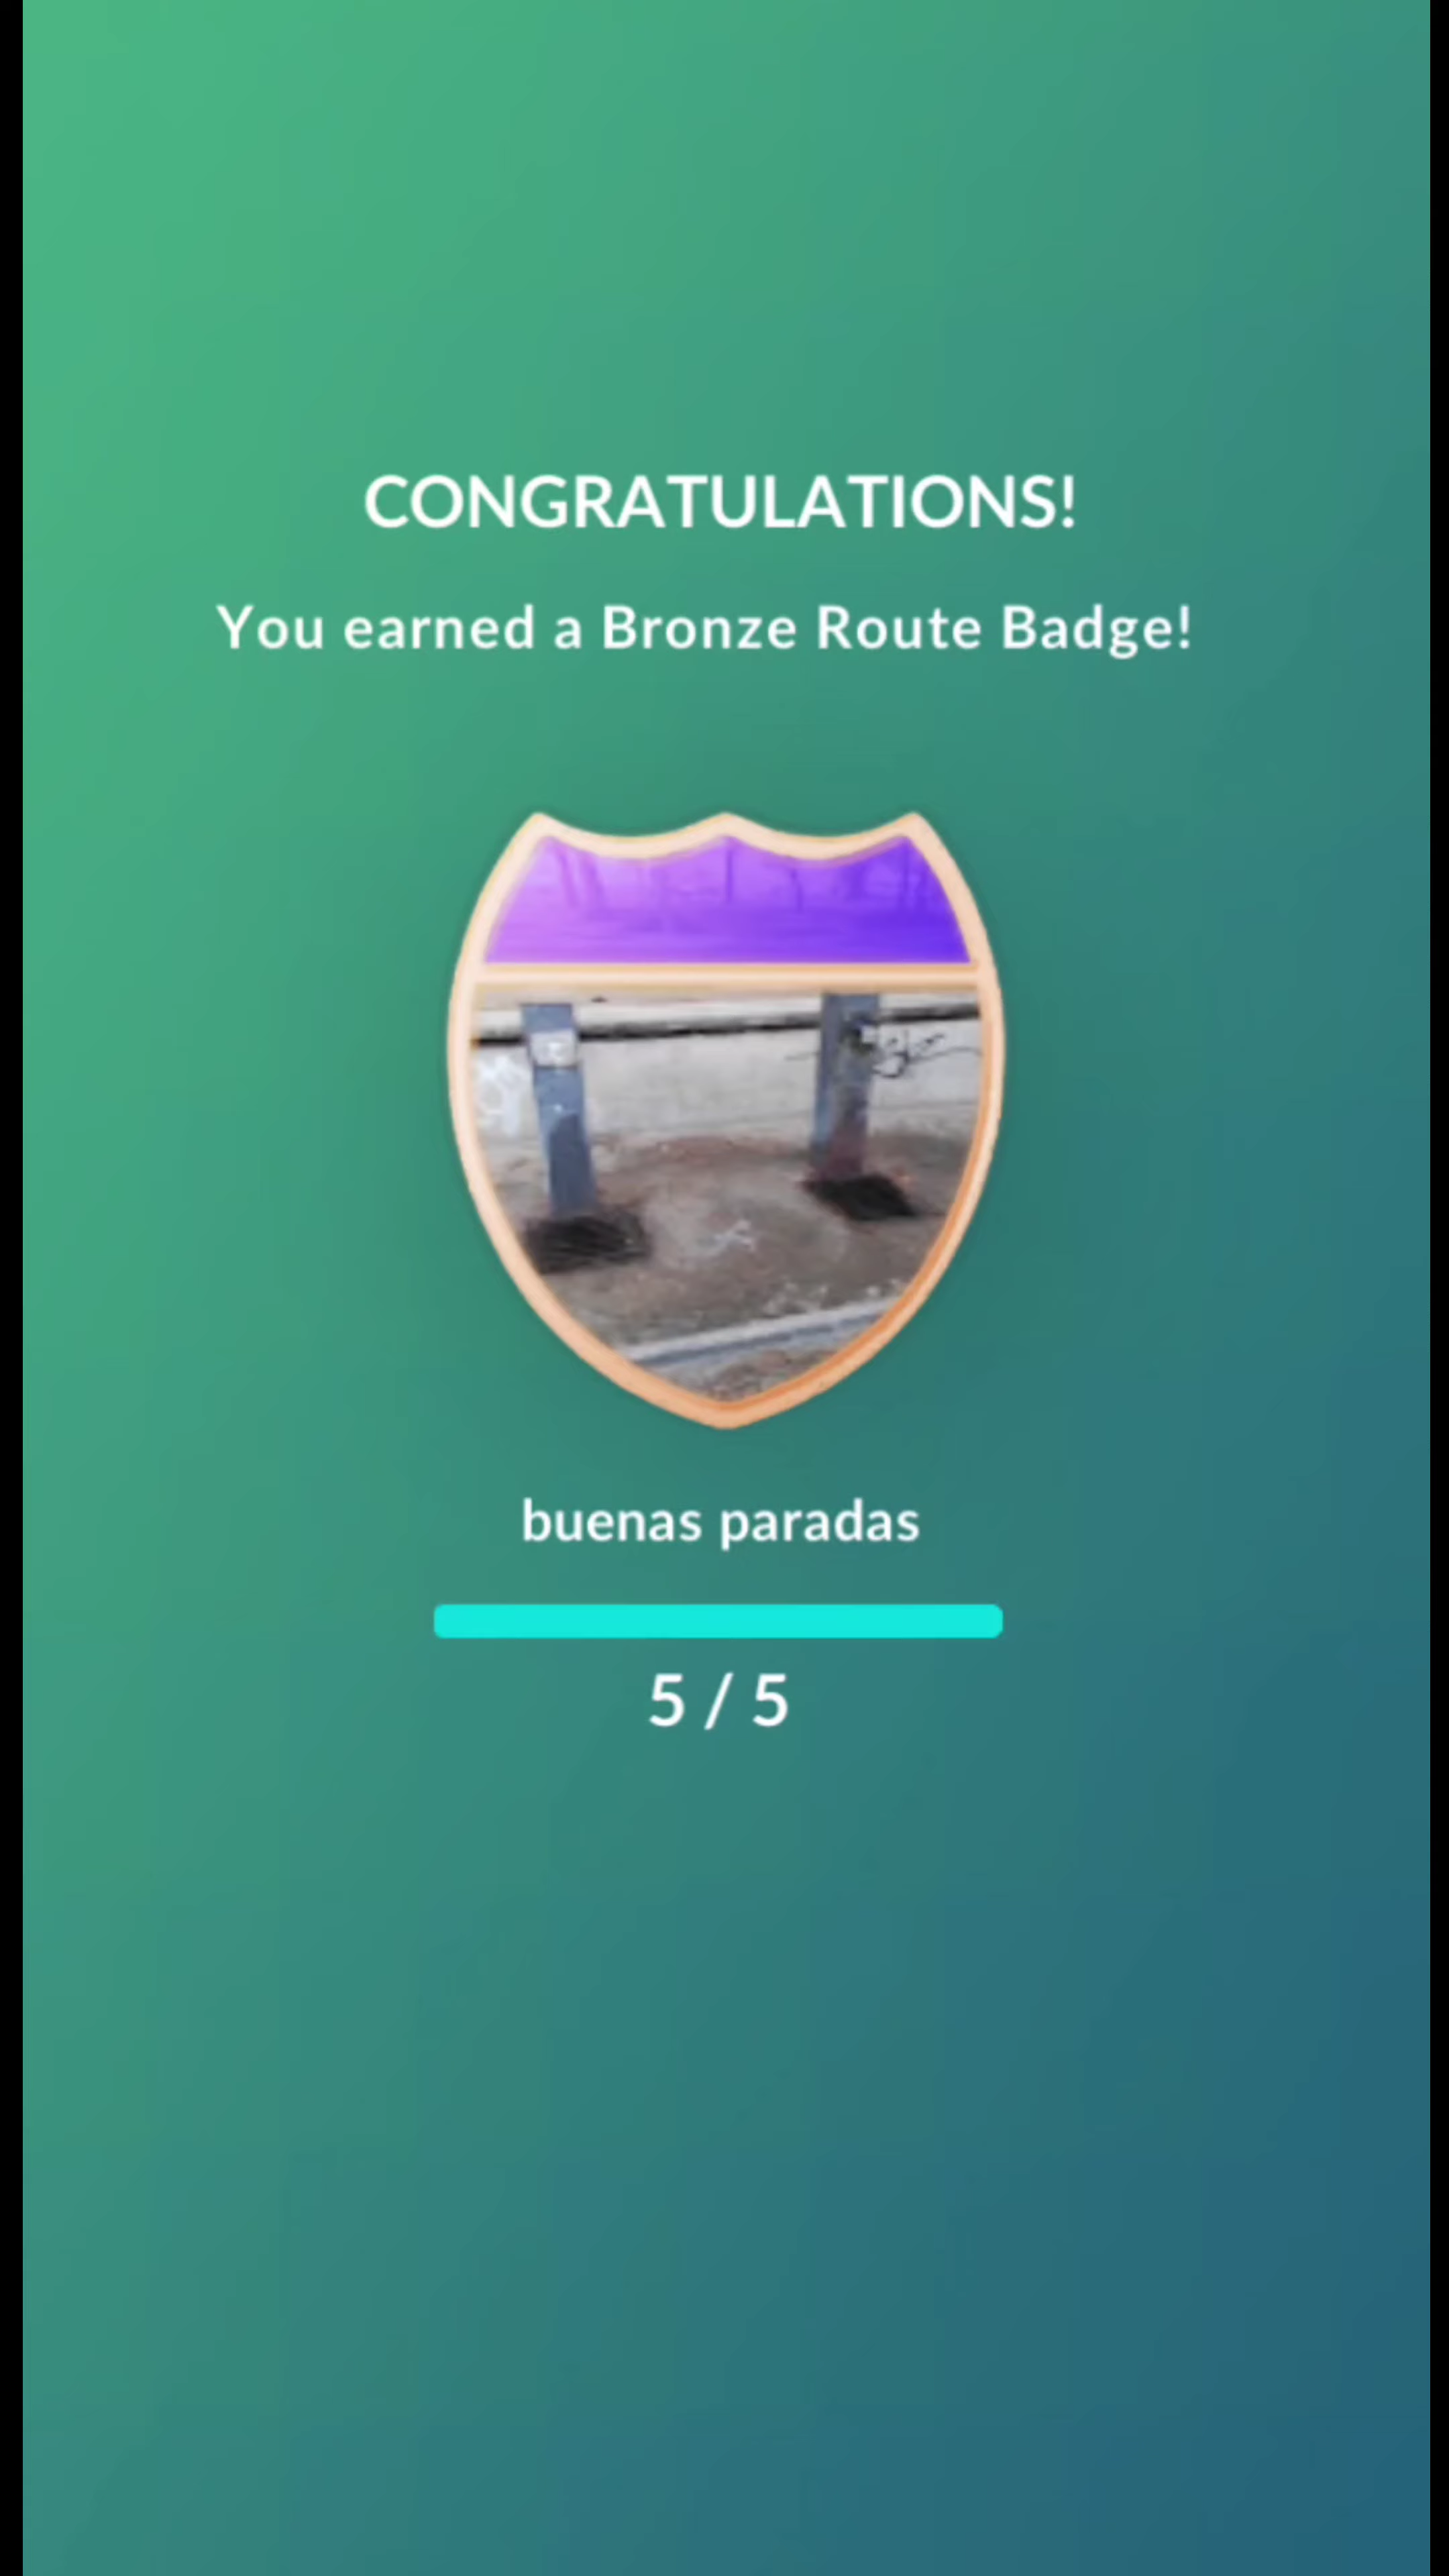 CONGRATULATIONS!
You earned a Bronze Route Badge!
buenas paradas
5 / 5